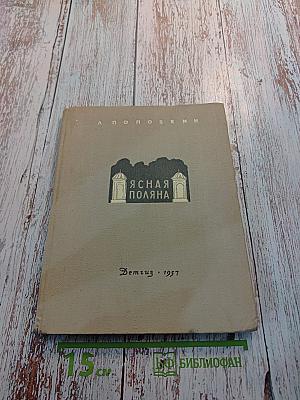 А. ПОПОВКИН
ЯСНАЯ
ПОЛЯНА
Детгиз • 1957
15 см.
БИБЛИОФАН